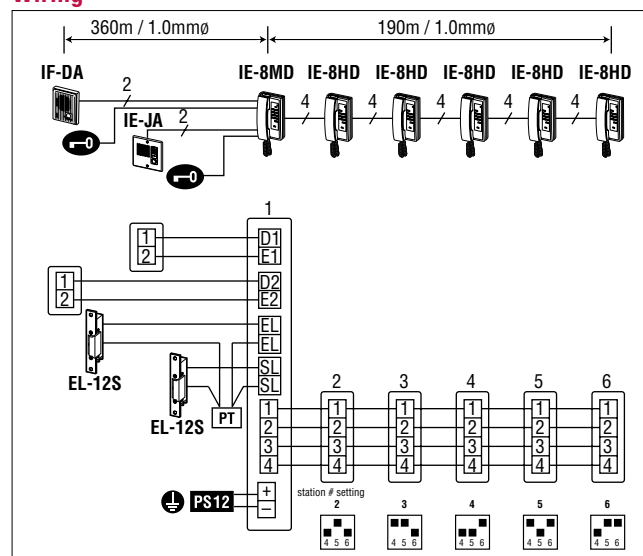 Wiring
360m / 1.0mmø 190m / 1.0mmø
IF-DA IE-8MD IE-8HD IE-8HD IE-8HD IE-8HD IE-8HD
2 4 4 4 4 4
IE-JA 2
1
1 D1
2 E1
1 D2
2 E2
EL
EL
EL-12S SL
SL
EL-12S PT
2 3 4 5 6
1 1 1 1 1 1
2 2 2 2 2 2
3 3 3 3 3 3
4 4 4 4 4 4
PS12 + −
station # setting
2 3 4 5 6
4 5 6 4 5 6 4 5 6 4 5 6 4 5 6